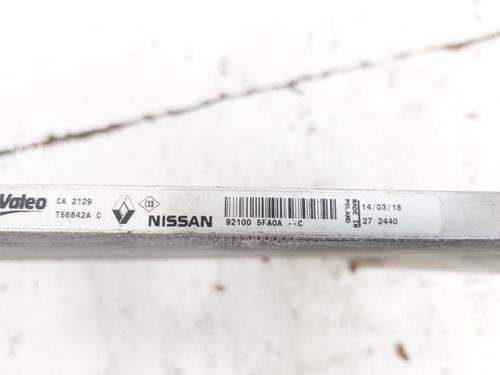 Valeo
CA 2129
T56842A C
NISSAN
92100 5FA0A --C
MADE IN
POLAND
14/03/18
27 2440